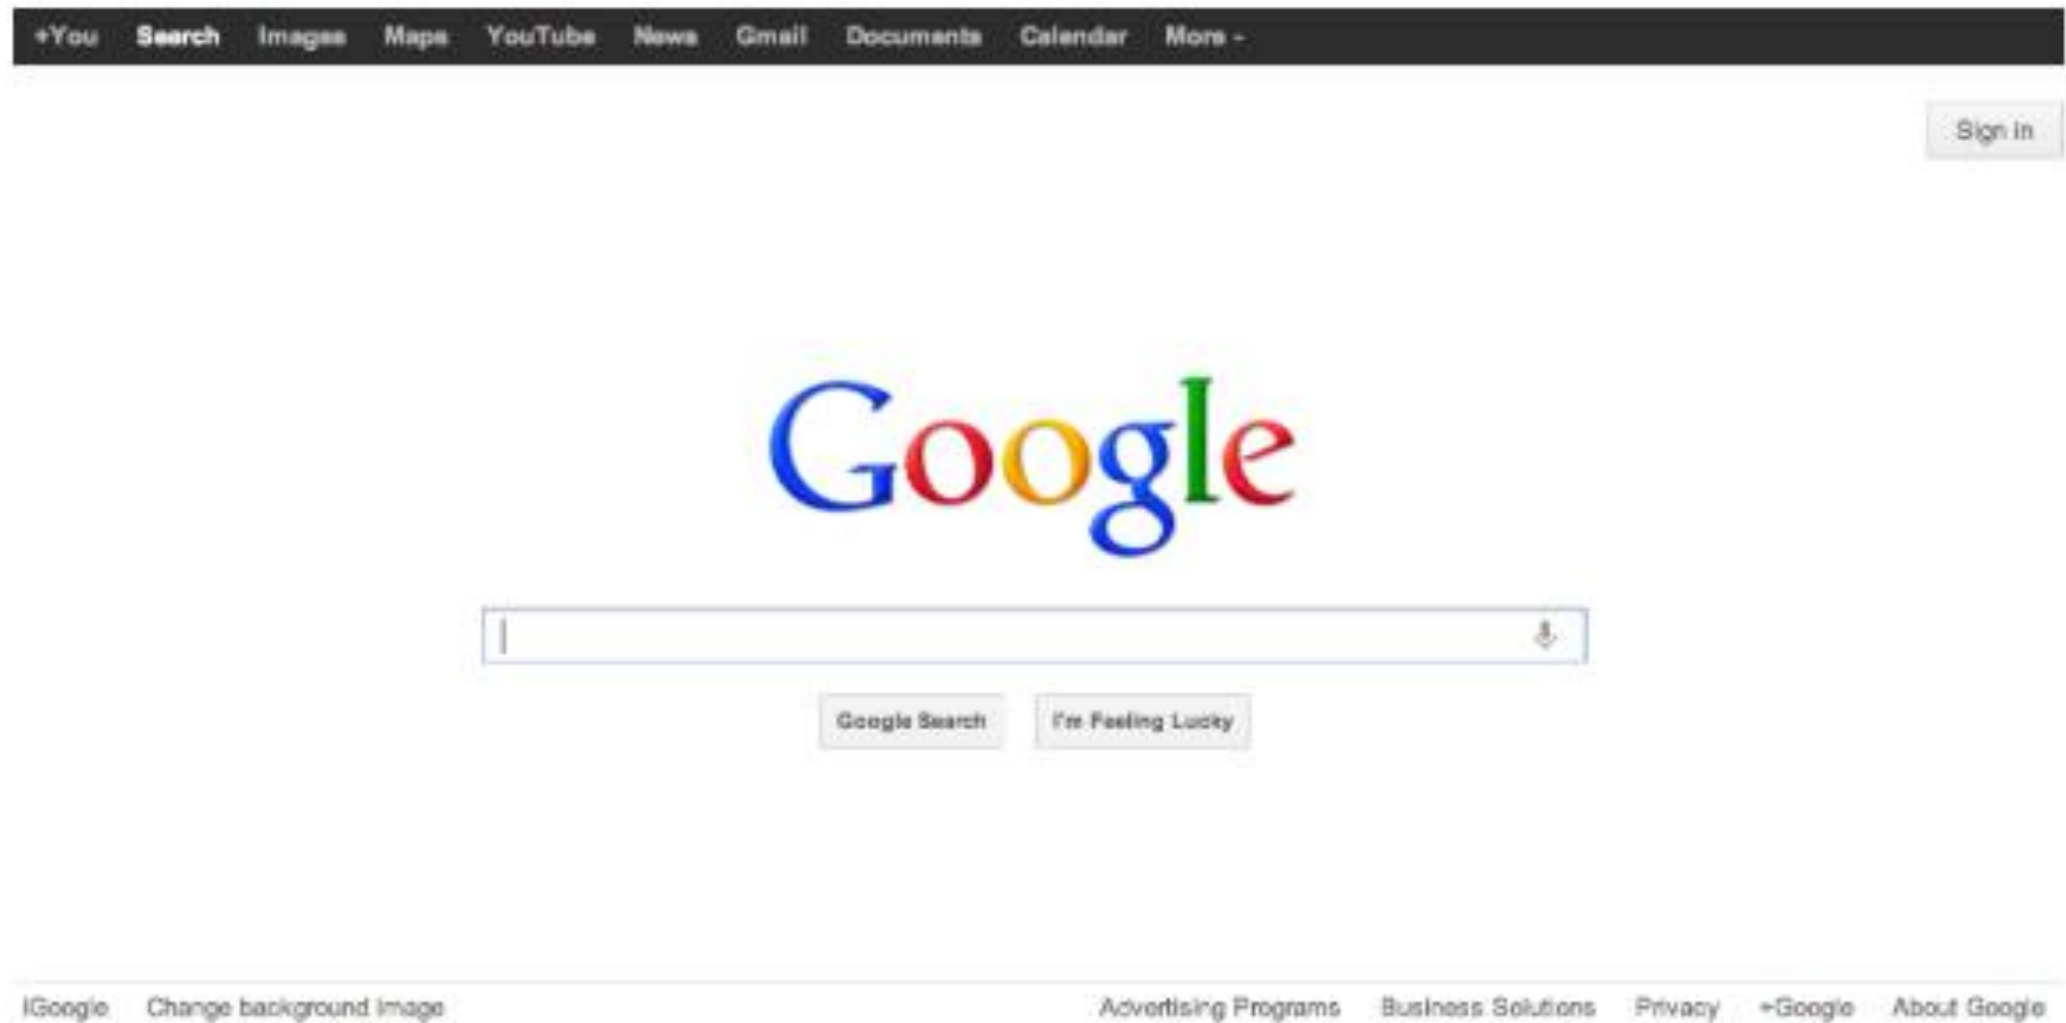 +You Search Images Maps YouTube News Gmail Documents Calendar More
Sign in
Google
Google Search I'm Feeling Lucky
iGoogle Change background image Advertising Programs Business Solutions Privacy +Google About Google